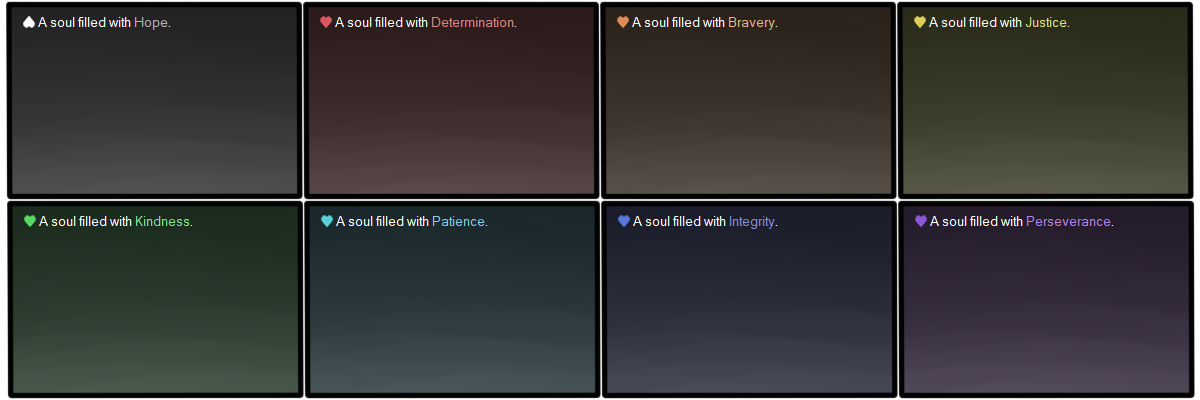 A soul filled with Hope.
A soul filled with Determination.
A soul filled with Bravery.
A soul filled with Justice.
A soul filled with Kindness.
A soul filled with Patience.
A soul filled with Integrity.
A soul filled with Perseverance.